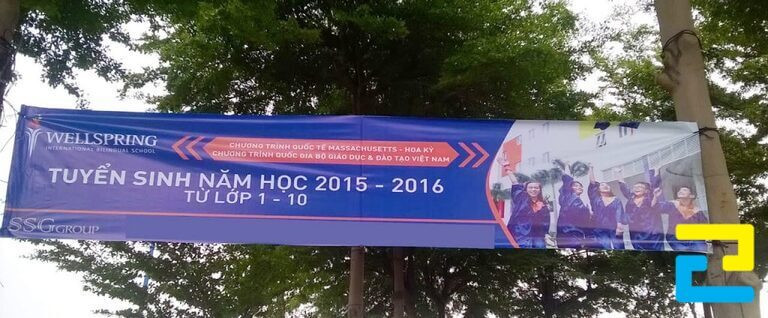 WELLSPRING
INTERNATIONAL BILINGUAL SCHOOL
CHƯƠNG TRÌNH QUỐC TẾ MASSACHUSETTS - HOA KỲ
CHƯƠNG TRÌNH QUỐC GIA BỘ GIÁO DỤC & ĐÀO TẠO VIỆT NAM
TUYỂN SINH NĂM HỌC 2015 - 2016
TỪ LỚP 1 - 10
SSG GROUP